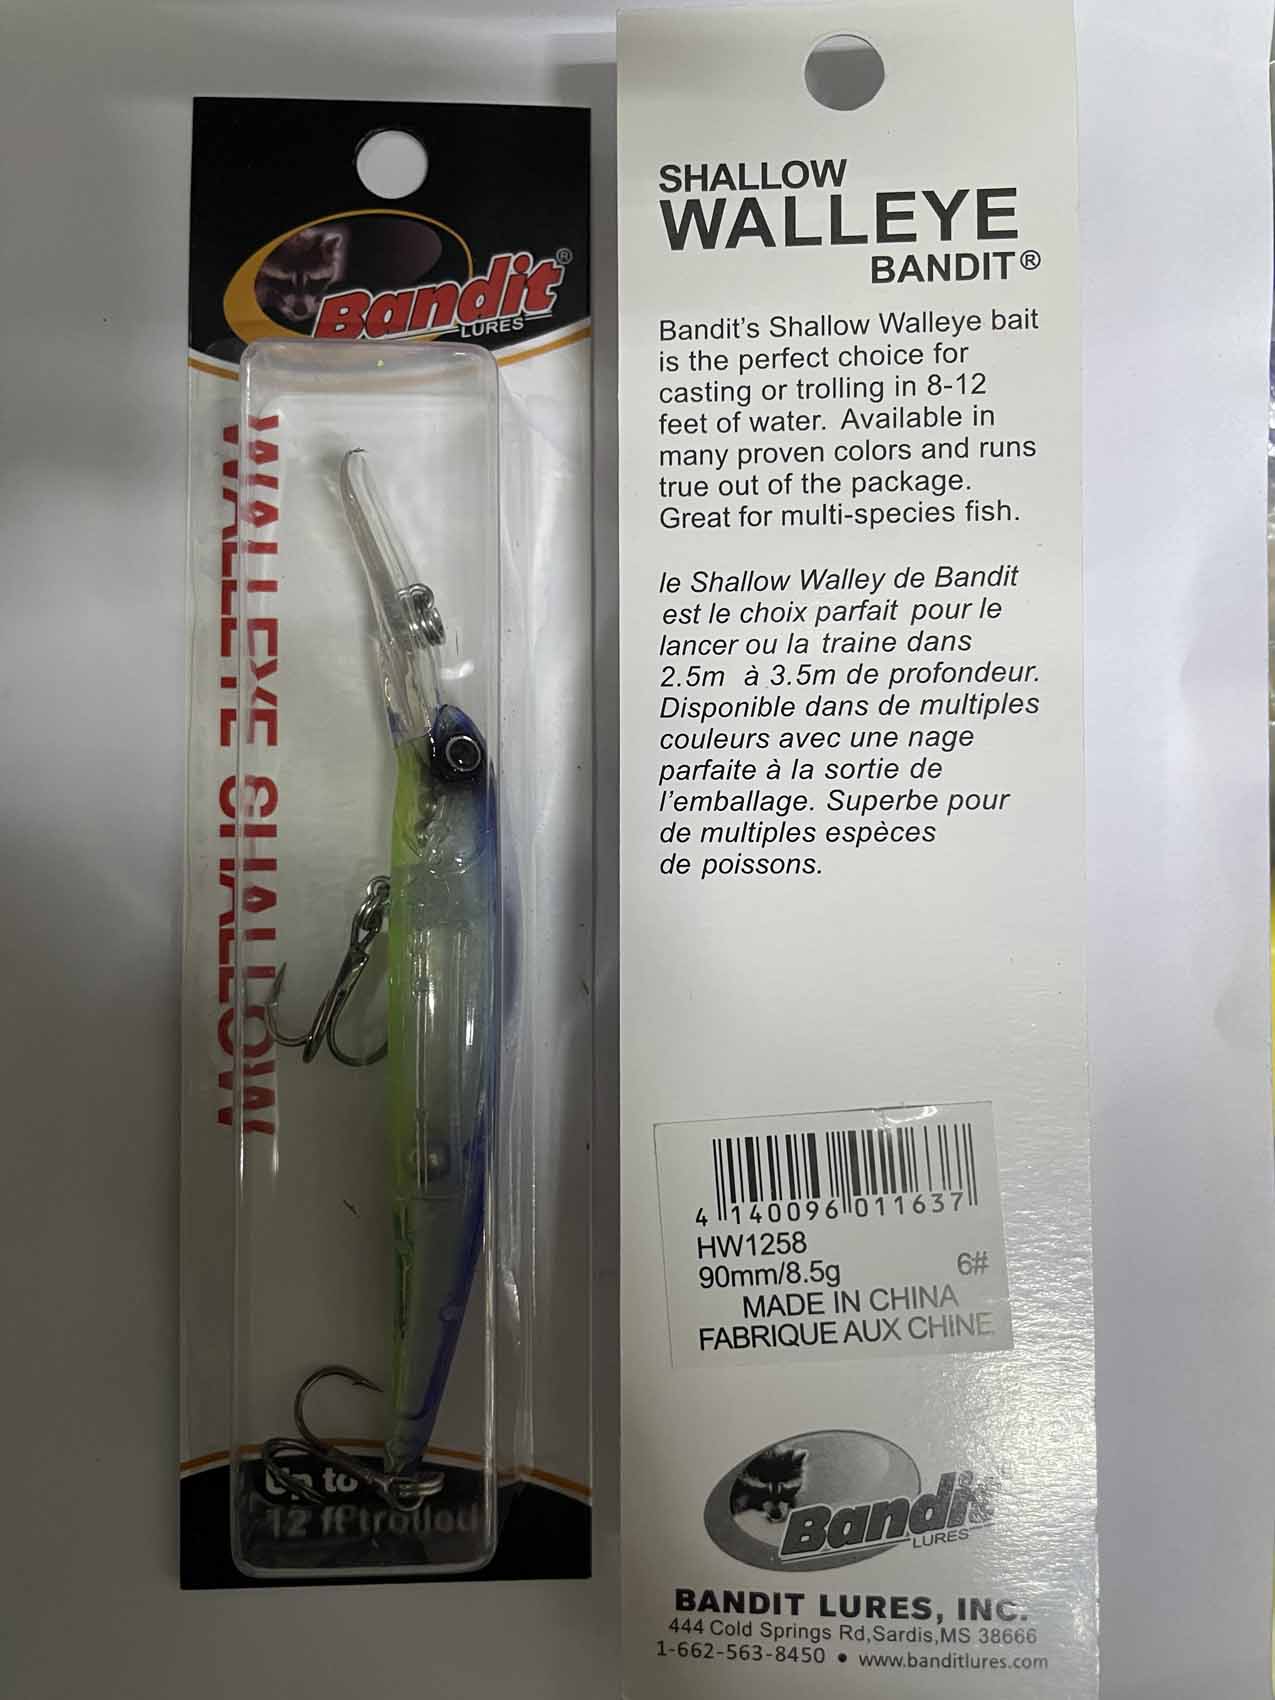 Bandit®
LURES
WALLEYE SHALLOW
Up to
12 ft trolled
SHALLOW
WALLEYE
BANDIT®
Bandit's Shallow Walleye bait
is the perfect choice for
casting or trolling in 8-12
feet of water. Available in
many proven colors and runs
true out of the package.
Great for multi-species fish.
le Shallow Walley de Bandit
est le choix parfait pour le
lancer ou la traine dans
2.5m à 3.5m de profondeur.
Disponible dans de multiples
couleurs avec une nage
parfaite à la sortie de
l'emballage. Superbe pour
de multiples espèces
de poissons.
4 140096 011637
HW1258
90mm/8.5g 6#
MADE IN CHINA
FABRIQUE AUX CHINE
Bandit
LURES
BANDIT LURES, INC.
444 Cold Springs Rd,Sardis,MS 38666
1-662-563-8450 • www.banditlures.com